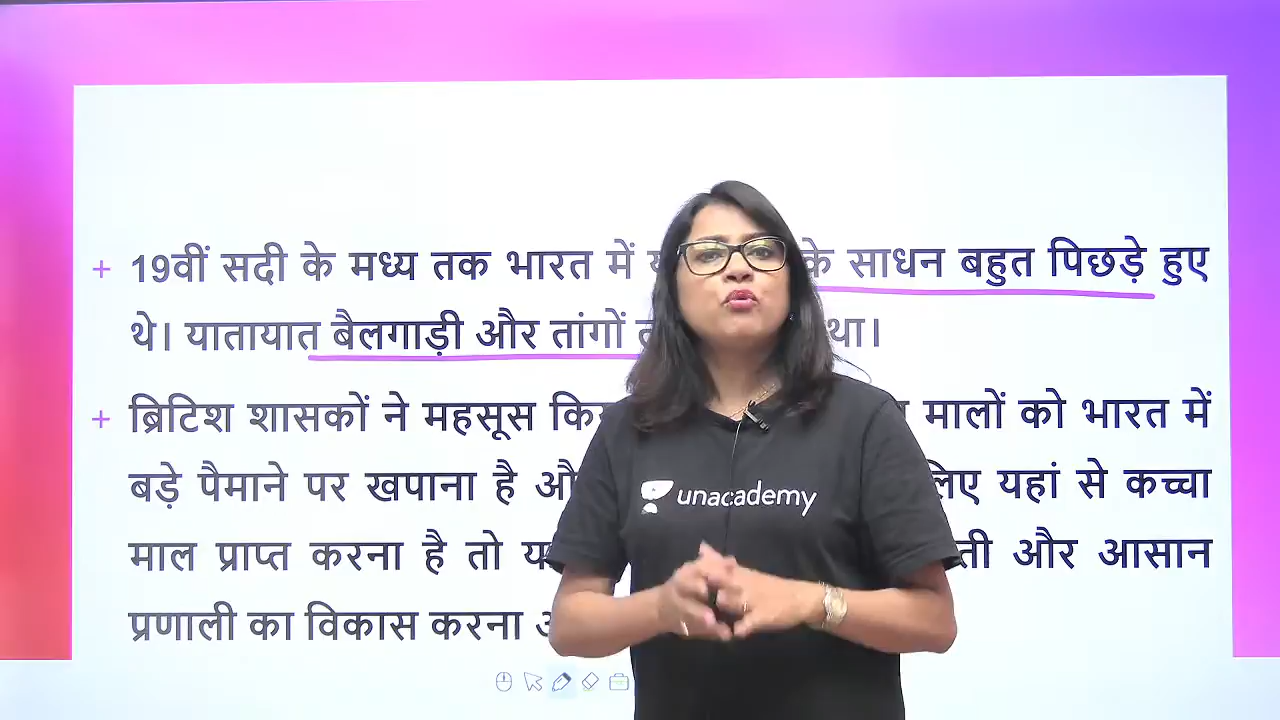 + 19वीं सदी के मध्य तक भारत में के साधन बहुत पिछड़े हुए
थे। यातायात बैलगाड़ी और तांगों था।
+ ब्रिटिश शासकों ने महसूस मालों को भारत में
बड़े पैमाने पर खपाना है यहां से कच्चा
माल प्राप्त करना है तो और आसान
प्रणाली का विकास करना
unacademy